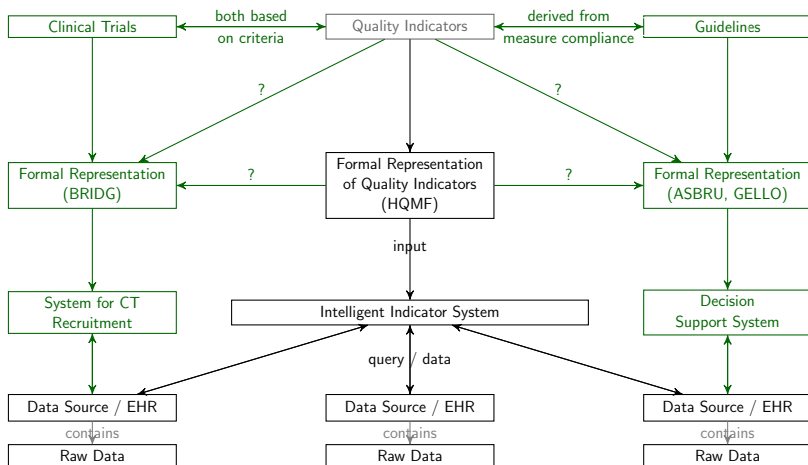 Clinical Trials
both based
on criteria
Quality Indicators
derived from
measure compliance
Guidelines
?
?
Formal Representation
(BRIDG)
?
Formal Representation
of Quality Indicators
(HQMF)
?
Formal Representation
(ASBRU, GELLO)
input
System for CT
Recruitment
Intelligent Indicator System
Decision
Support System
query / data
Data Source / EHR
Data Source / EHR
Data Source / EHR
contains
contains
contains
Raw Data
Raw Data
Raw Data